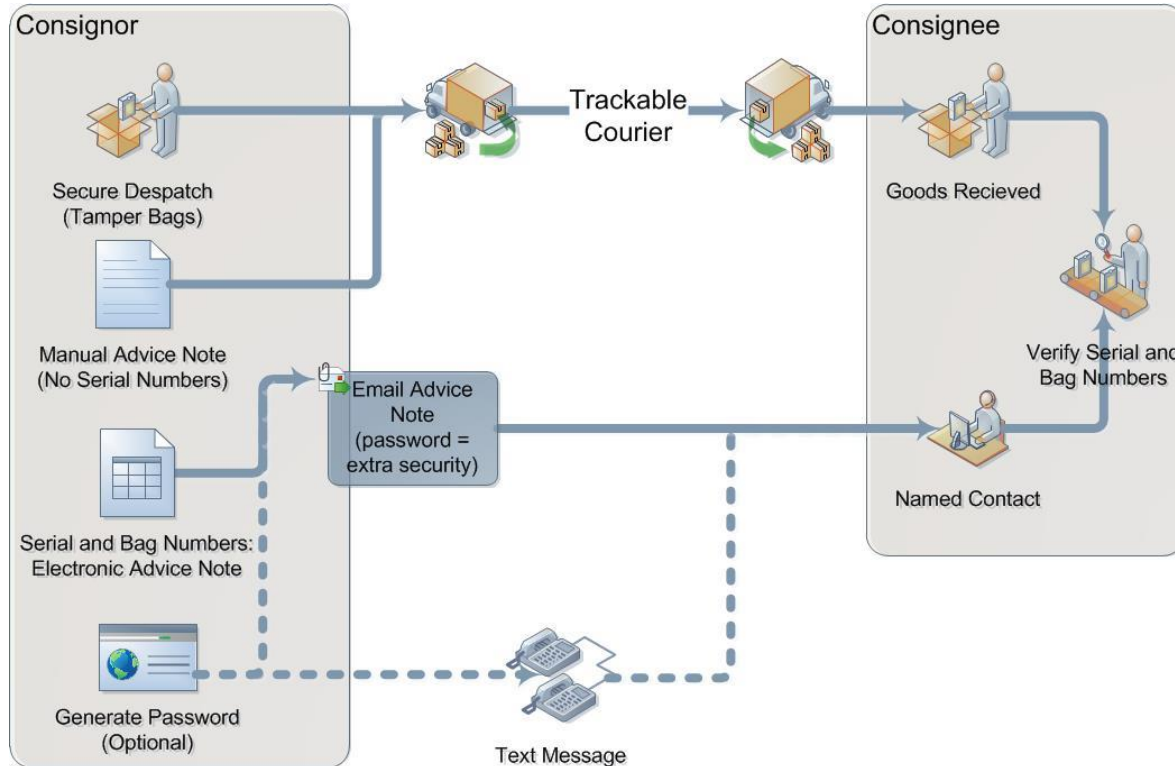 Consignor
Consignee
Trackable
Courier
Secure Despatch
(Tamper Bags)
Goods Recieved
Manual Advice Note
(No Serial Numbers)
Verify Serial and
Bag Numbers
Email Advice
Note
(password =
extra security)
Named Contact
Serial and Bag Numbers:
Electronic Advice Note
Generate Password
(Optional)
Text Message